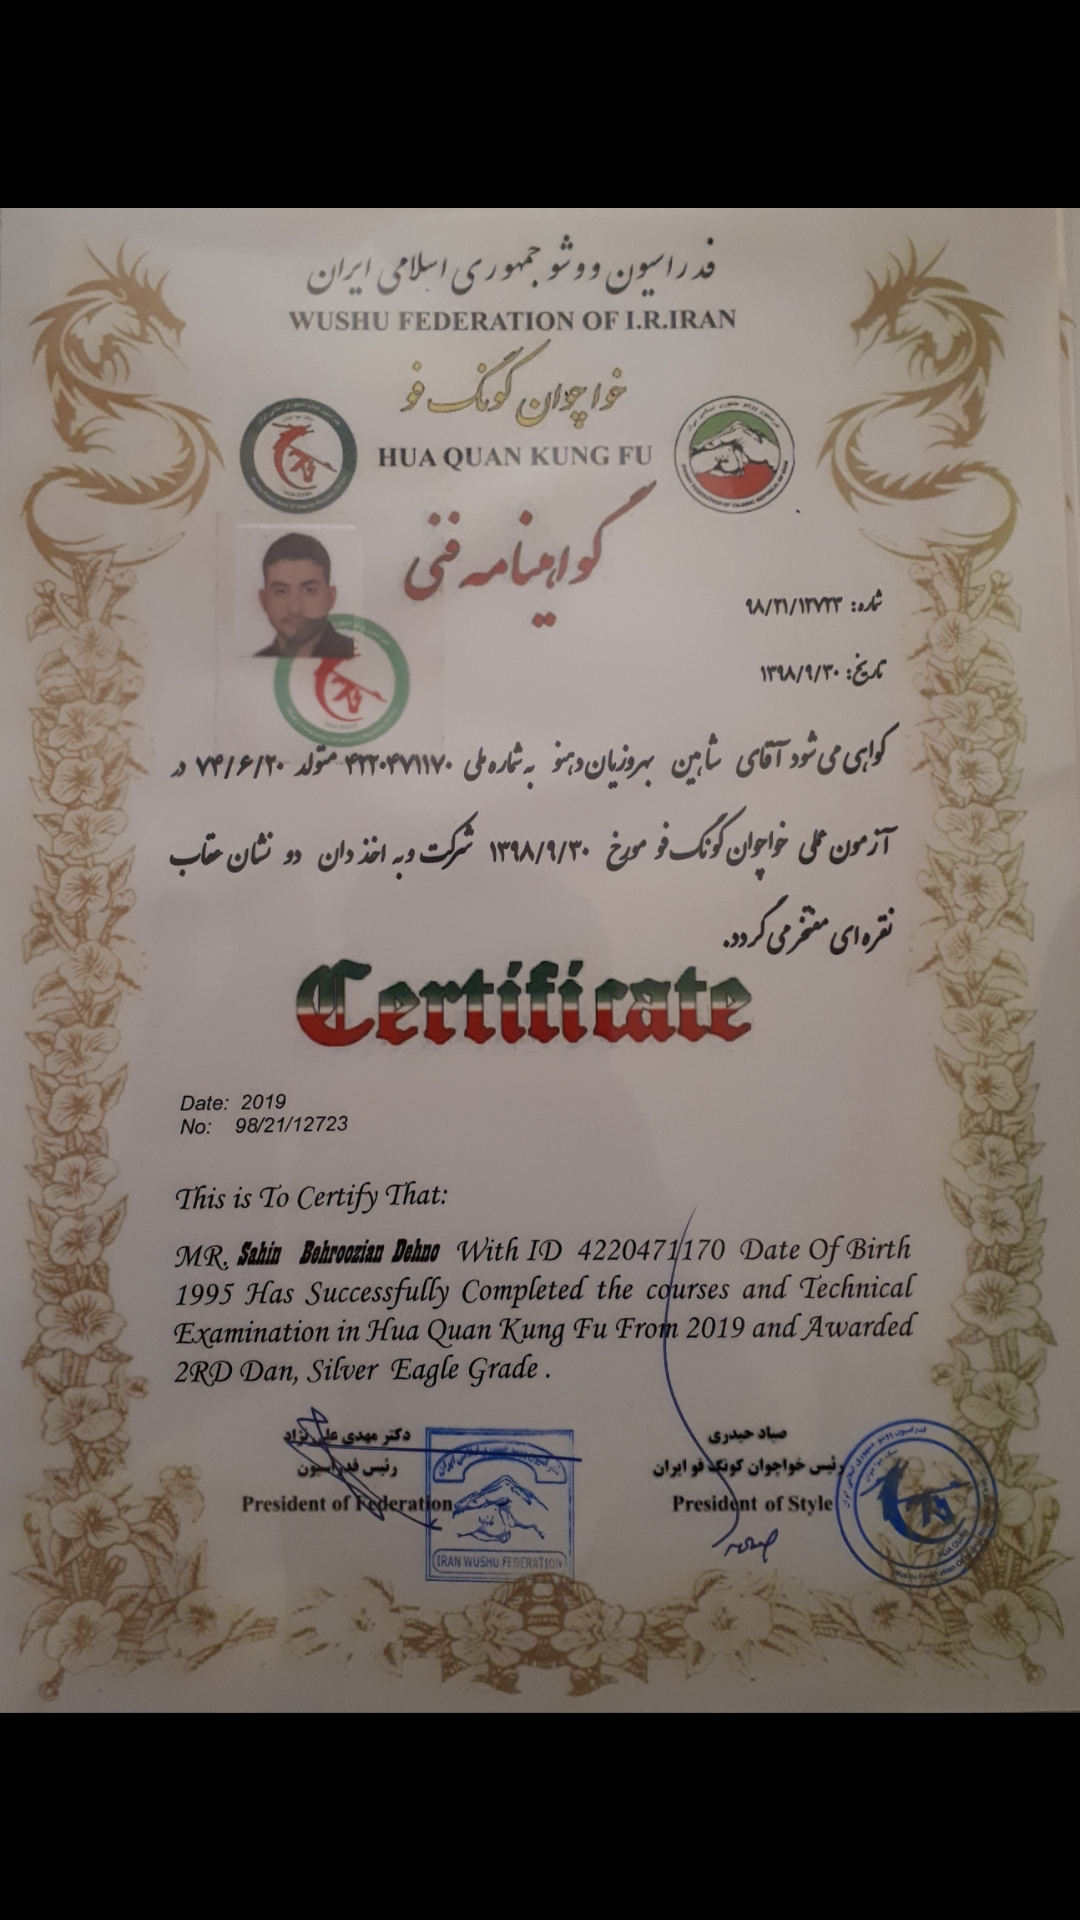 فدراسیون ووشو جمهوری اسلامی ایران
WUSHU FEDERATION OF I.R.IRAN
خواچوان کونگ فو
HUA QUAN KUNG FU
گواهینامه فنی
شماره: ۹۸/۲۱/۱۲۷۲۳
تاریخ: ۱۳۹۸/۹/۳۰
گواهی می شود آقای شاهین بهروزیان دهنو به شماره ملی ۴۲۲۰۴۷۱۱۷۰ متولد ۷۴/۶/۲۰ در
آزمون عملی خواچوان کونگ فو مورخ ۱۳۹۸/۹/۳۰ شرکت و به اخذ دان دو نشان عقاب
نقره ای مفتخر می گردد.
Certificate
Date: 2019
No: 98/21/12723
This is To Certify That:
MR. Sahin Behroozian Dehno With ID 4220471170 Date Of Birth
1995 Has Successfully Completed the courses and Technical
Examination in Hua Quan Kung Fu From 2019 and Awarded
2RD Dan, Silver Eagle Grade .
دکتر مهدی علی نژاد
رئیس فدراسیون
President of Federation
IRAN WUSHU FEDERATION
صیاد حیدری
رئیس خواچوان کونگ فو ایران
President of Style
HUA QUAN